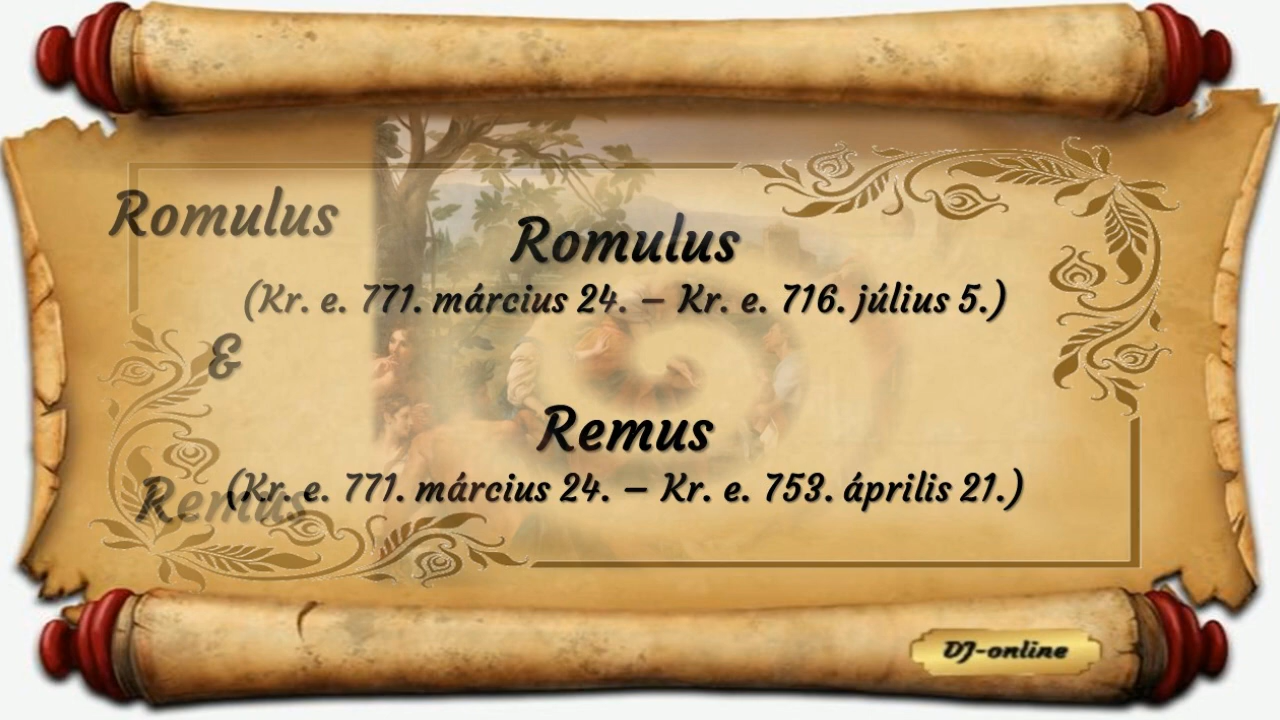 Romulus
&
Remus
Romulus
(Kr. e. 771. március 24. – Kr. e. 716. július 5.)
Remus
(Kr. e. 771. március 24. – Kr. e. 753. április 21.)
DJ-online